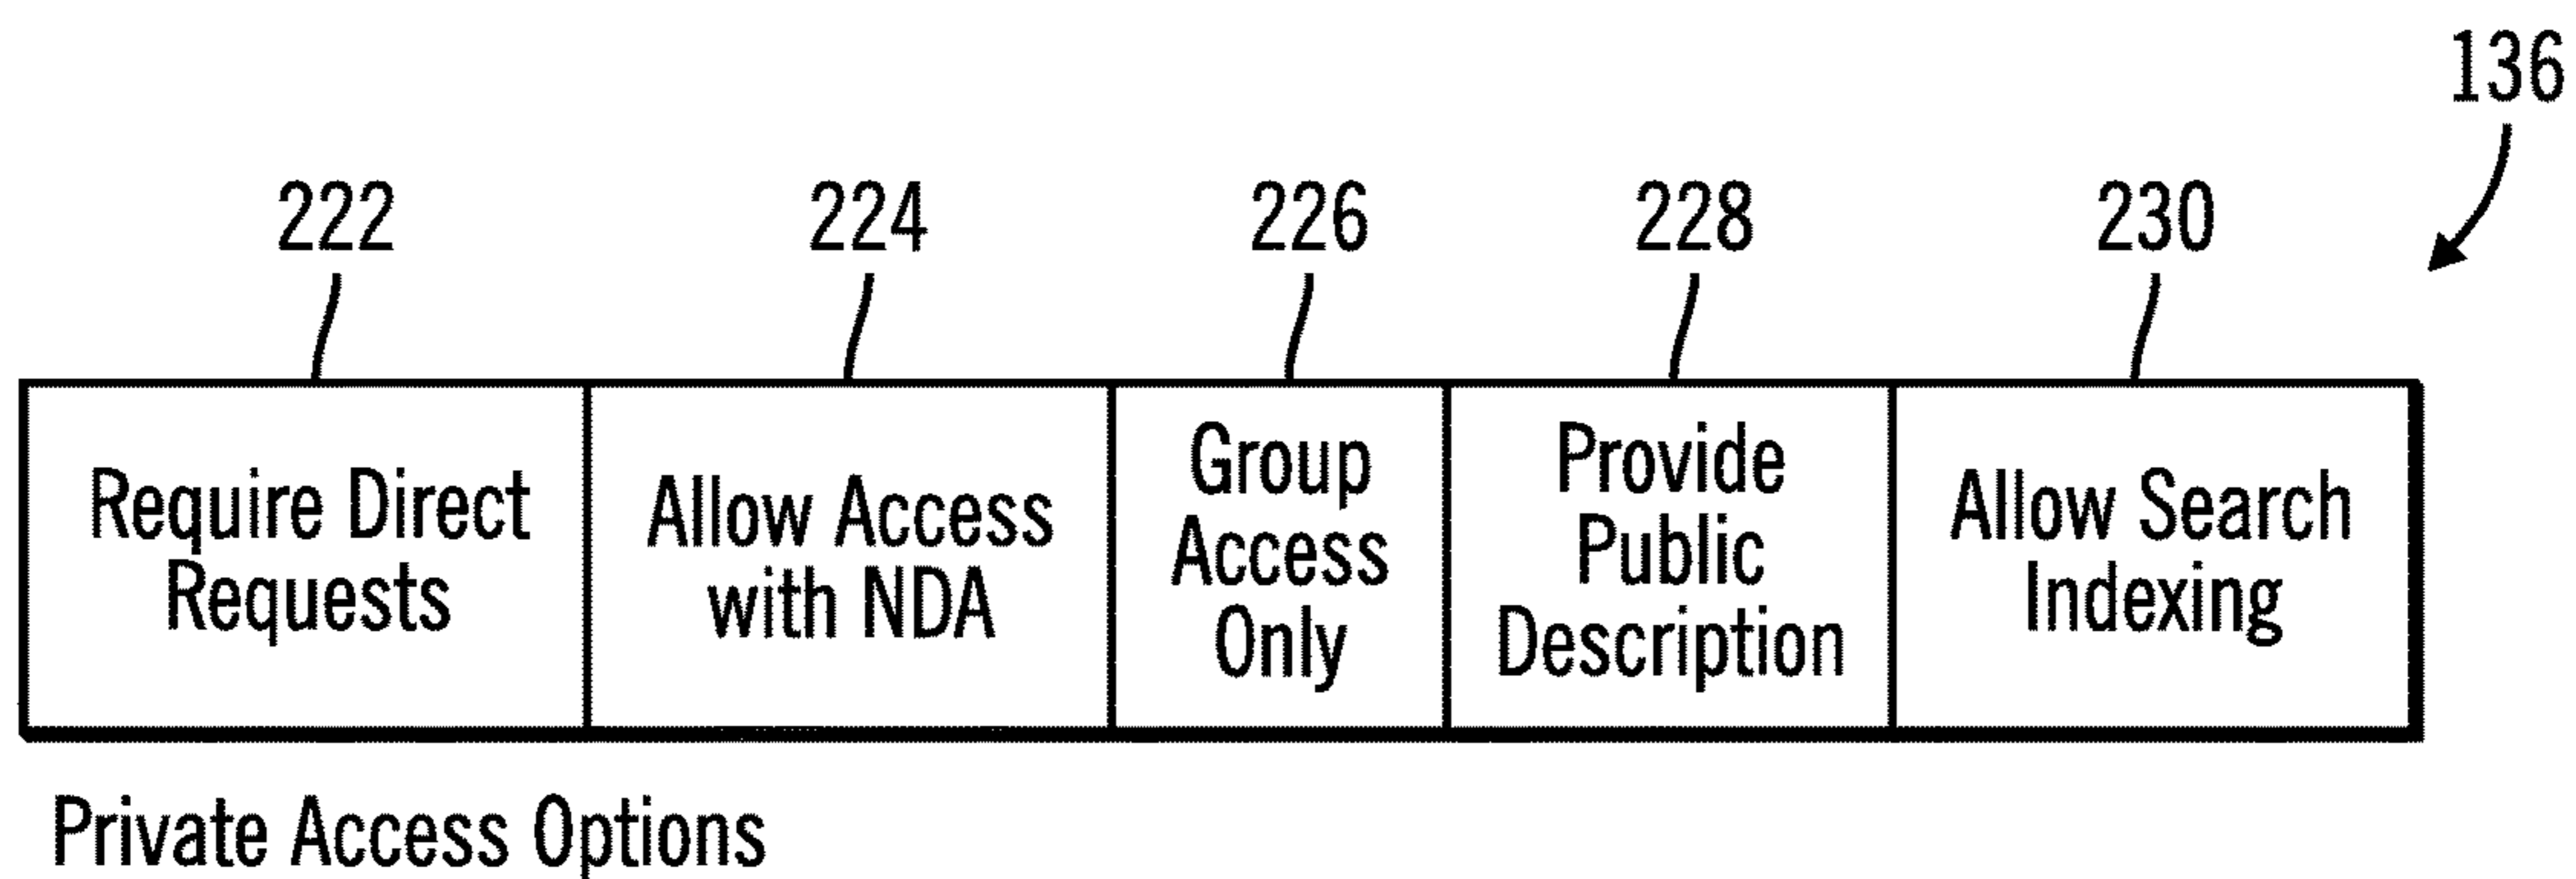 136
222
224
226
228
230
Require Direct
Requests
Allow Access
with NDA
Group
Access
Only
Provide
Public
Description
Allow Search
Indexing
Private Access Options